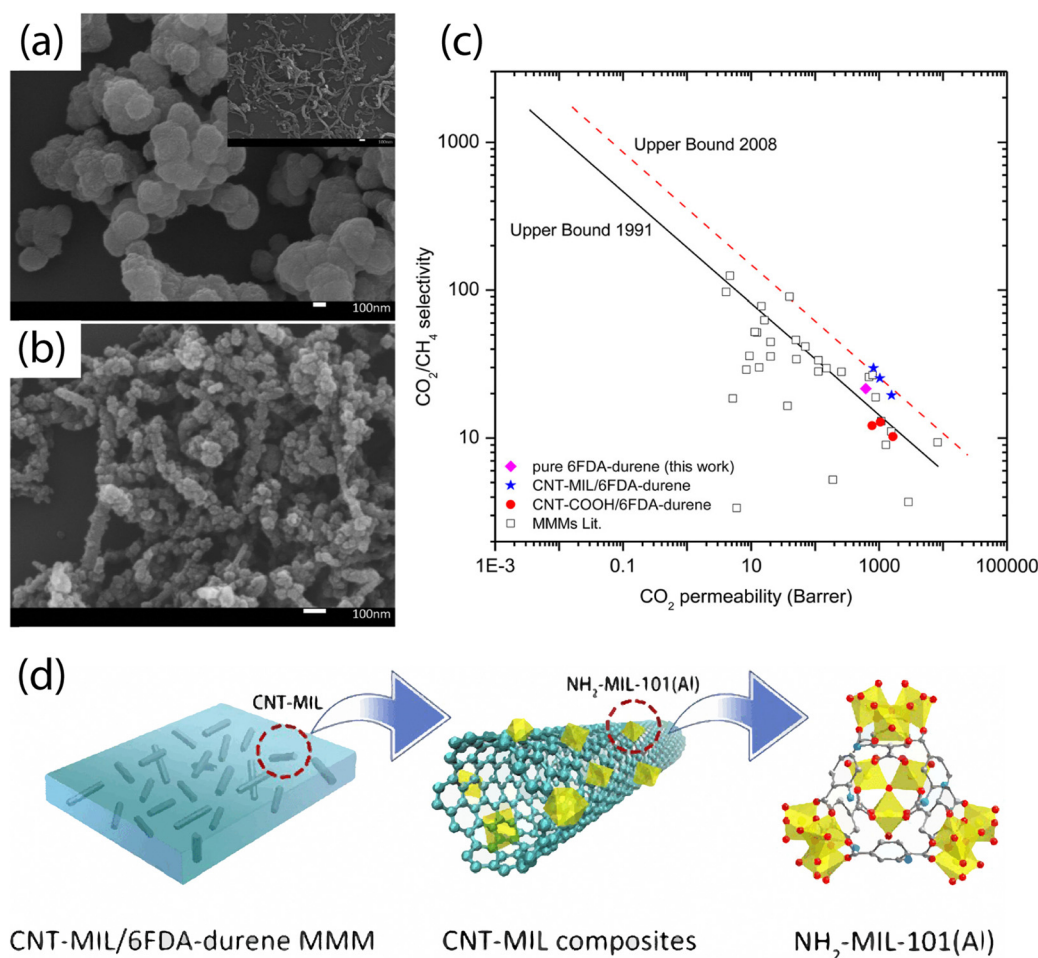 (a)
100nm
100nm
(b)
100nm
(c)
CO₂/CH₄ selectivity
1000
100
10
Upper Bound 2008
Upper Bound 1991
pure 6FDA-durene (this work)
CNT-MIL/6FDA-durene
CNT-COOH/6FDA-durene
MMMs Lit.
1E-3 0.1 10 1000 100000
CO₂ permeability (Barrer)
(d)
CNT-MIL
NH₂-MIL-101(Al)
CNT-MIL/6FDA-durene MMM
CNT-MIL composites
NH₂-MIL-101(Al)